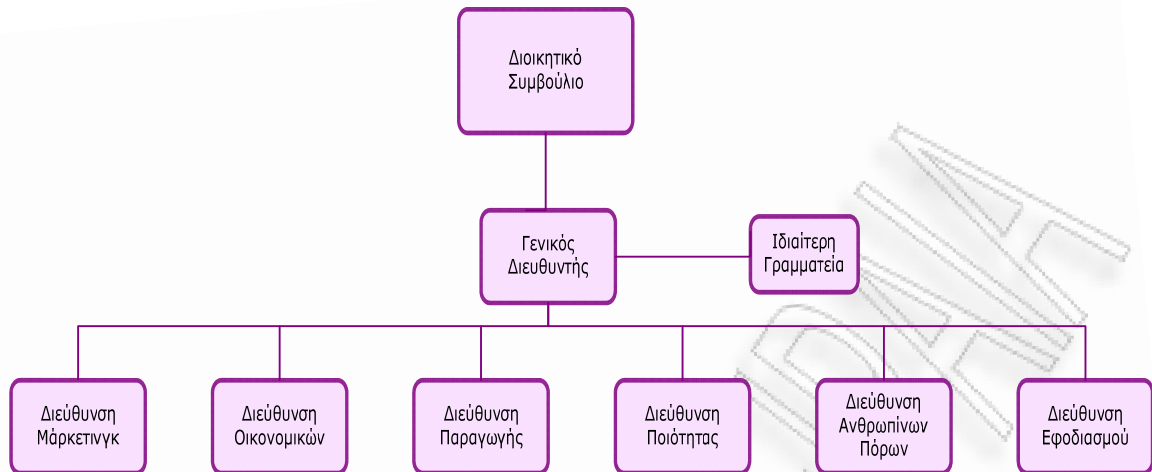 Διοικητικό
Συμβούλιο
Γενικός
Διευθυντής
Ιδιαίτερη
Γραμματεία
Διεύθυνση
Μάρκετινγκ
Διεύθυνση
Οικονομικών
Διεύθυνση
Παραγωγής
Διεύθυνση
Ποιότητας
Διεύθυνση
Ανθρωπίνων
Πόρων
Διεύθυνση
Εφοδιασμού